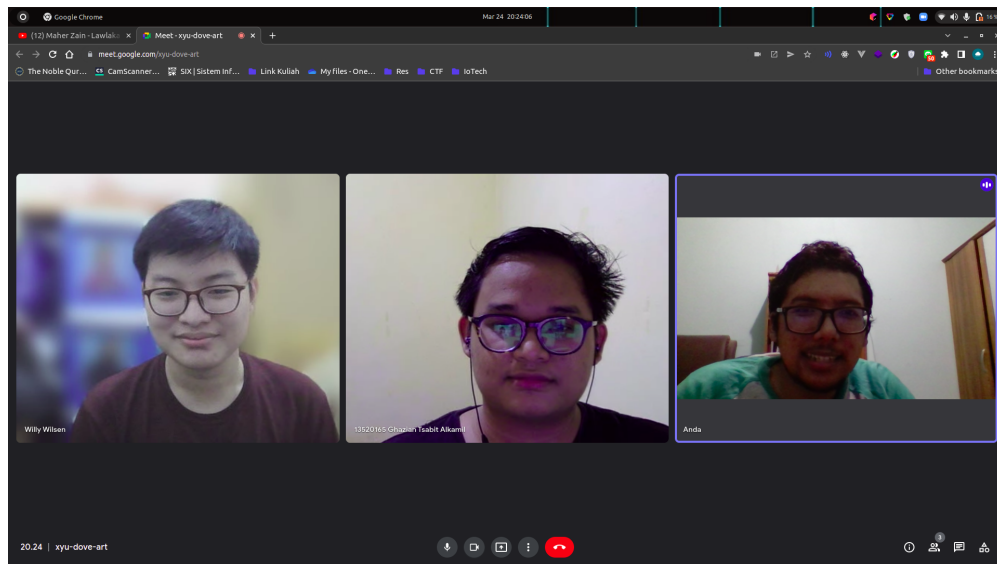 Google Chrome
Mar 24 20:24:06
16%
(12) Maher Zain - Lawlaka
Meet - xyu-dove-art
meet.google.com/xyu-dove-art
The Noble Qur...
CamScanner...
SIX | Sistem Inf...
Link Kuliah
My files - One...
Res
CTF
IoTech
50
Other bookmarks
Willy Wilsen
13520165 Ghazian Tsabit Alkamil
Anda
20.24 | xyu-dove-art
3